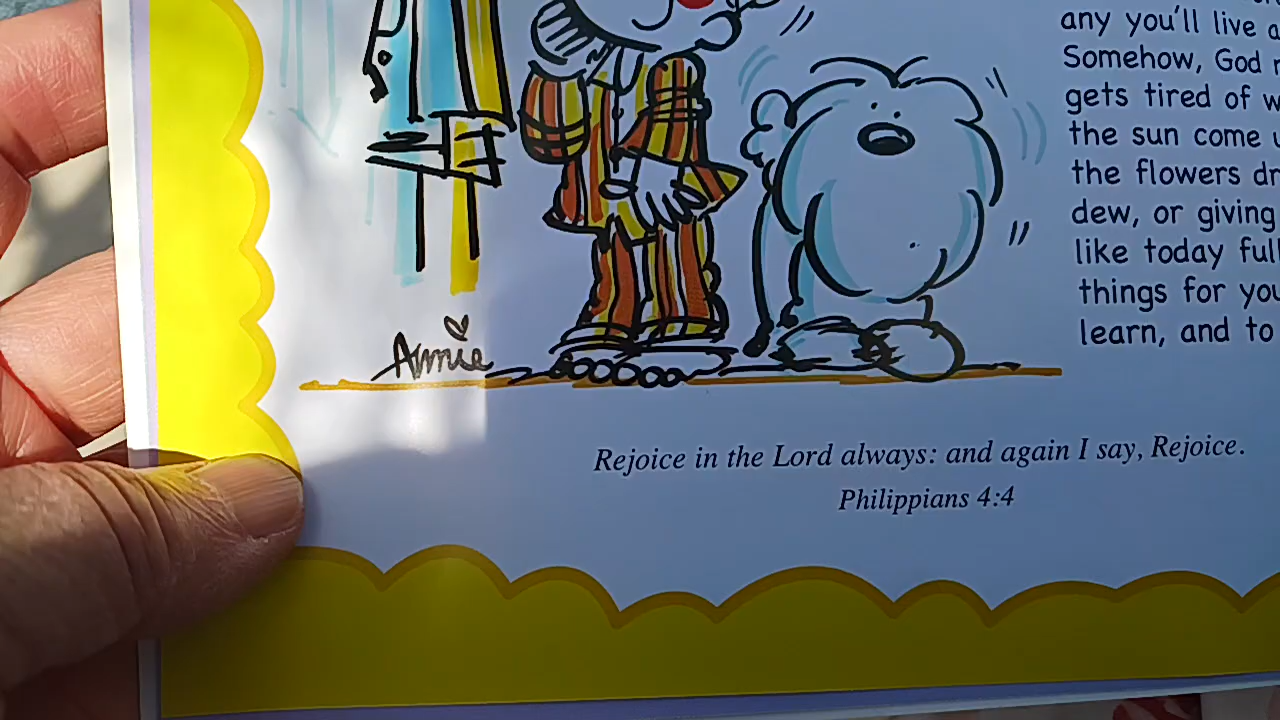 any you'll live a
Somehow, God
gets tired of
the sun come
the flowers
dew, or giving
like today full
things for you
learn, and to
Annie
Rejoice in the Lord always: and again I say, Rejoice.
Philippians 4:4